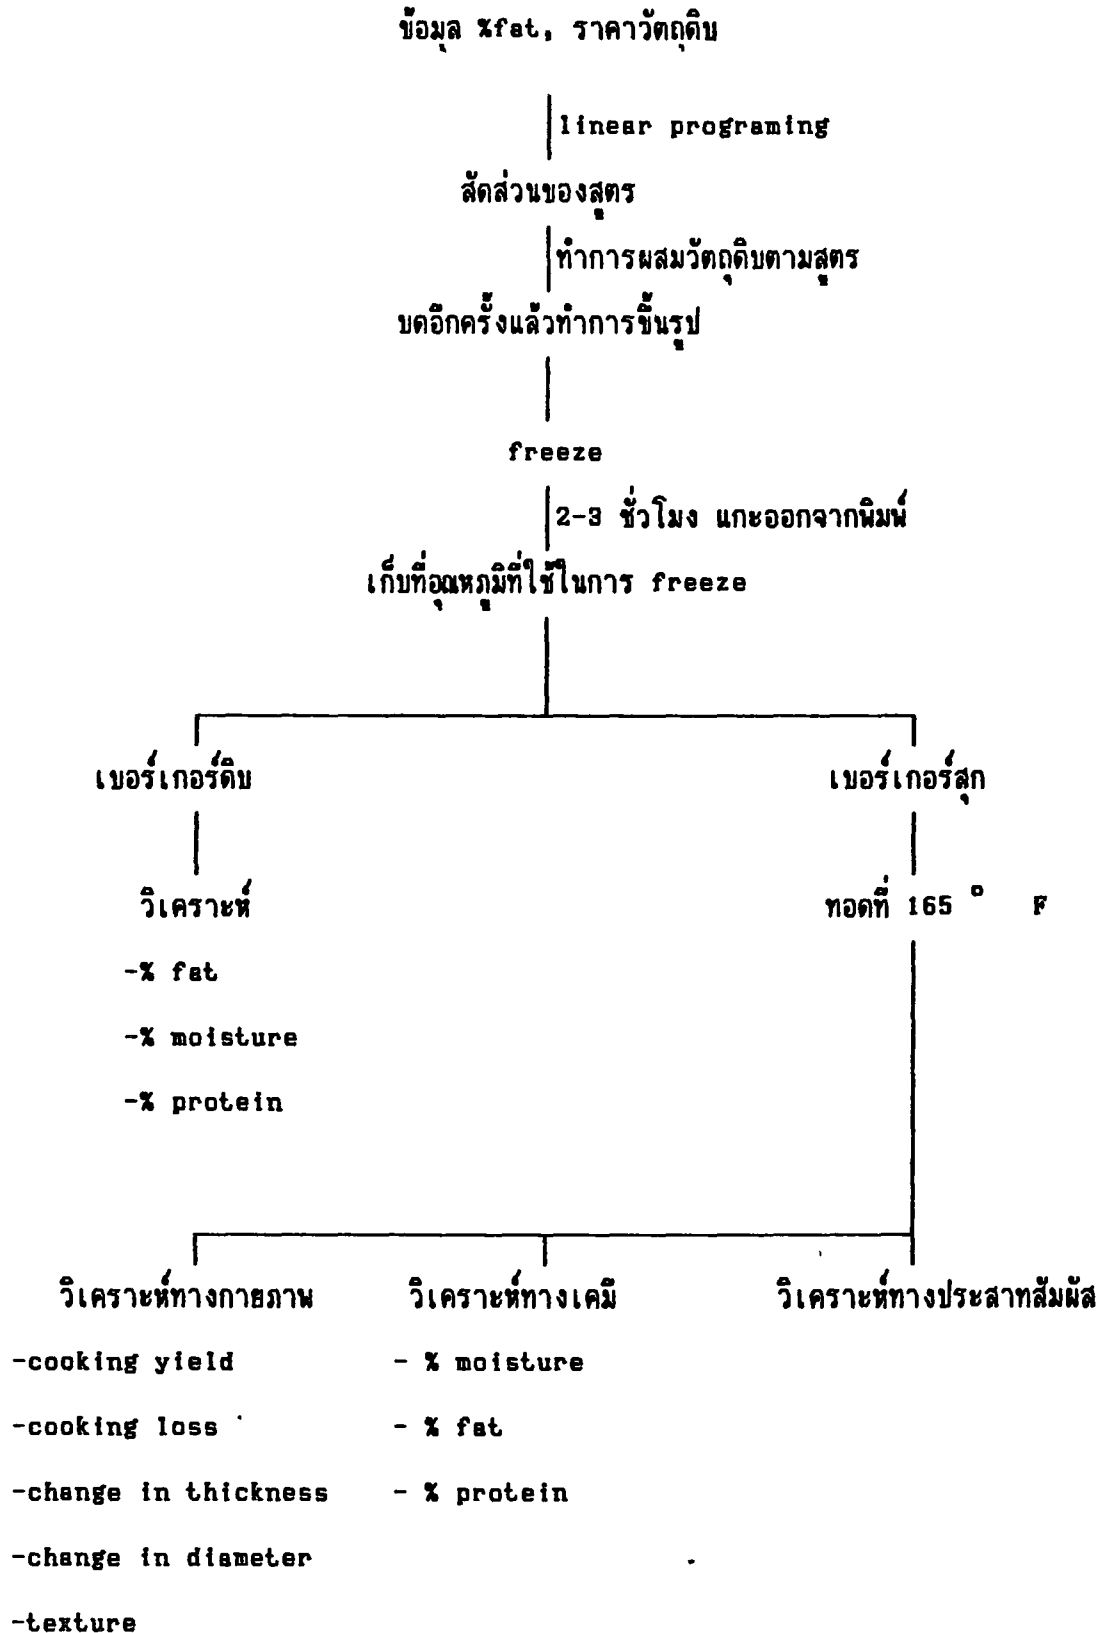 ข้อมูล %fat, ราคาวัตถุดิบ
linear programing
สัดส่วนของสูตร
ทำการผสมวัตถุดิบตามสูตร
บดอีกครั้งแล้วทำการขึ้นรูป
freeze
2-3 ชั่วโมง แกะออกจากพิมพ์
เก็บที่อุณหภูมิที่ใช้ในการ freeze
เบอร์เกอร์ดิบ
เบอร์เกอร์สุก
วิเคราะห์
ทอดที่ 165 ° F
-% fat
-% moisture
-% protein
วิเคราะห์ทางกายภาพ
วิเคราะห์ทางเคมี
วิเคราะห์ทางประสาทสัมผัส
-cooking yield
- % moisture
-cooking loss
- % fat
-change in thickness
- % protein
-change in diameter
-texture